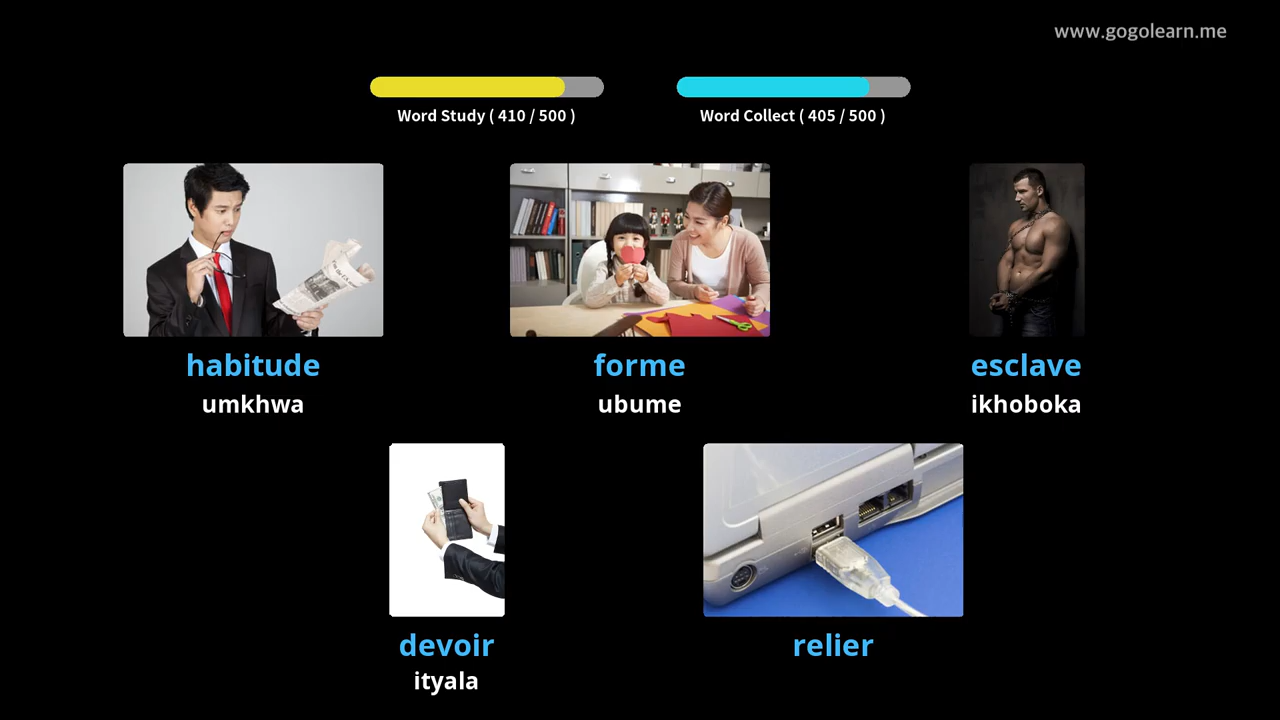 www.gogolearn.me
Word Study ( 410 / 500 )
Word Collect ( 405 / 500 )
habitude
umkhwa
forme
ubume
esclave
ikhoboka
devoir
ityala
relier